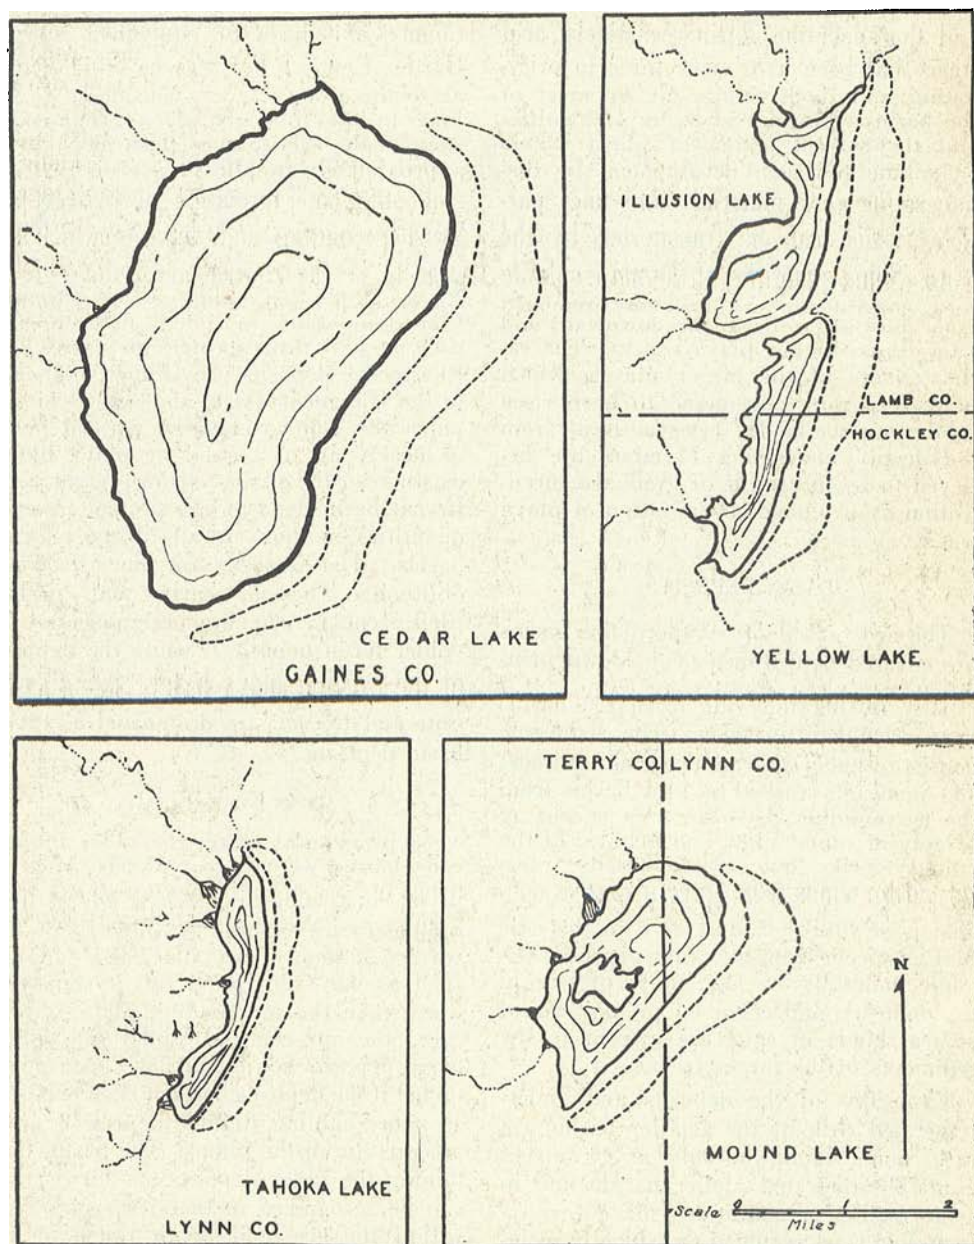 CEDAR LAKE
GAINES CO.
ILLUSION LAKE
LAMB CO.
HOCKLEY CO.
YELLOW LAKE
TAHOKA LAKE
LYNN CO.
TERRY CO. LYNN CO.
MOUND LAKE
N
Scale 0 1 2
Miles